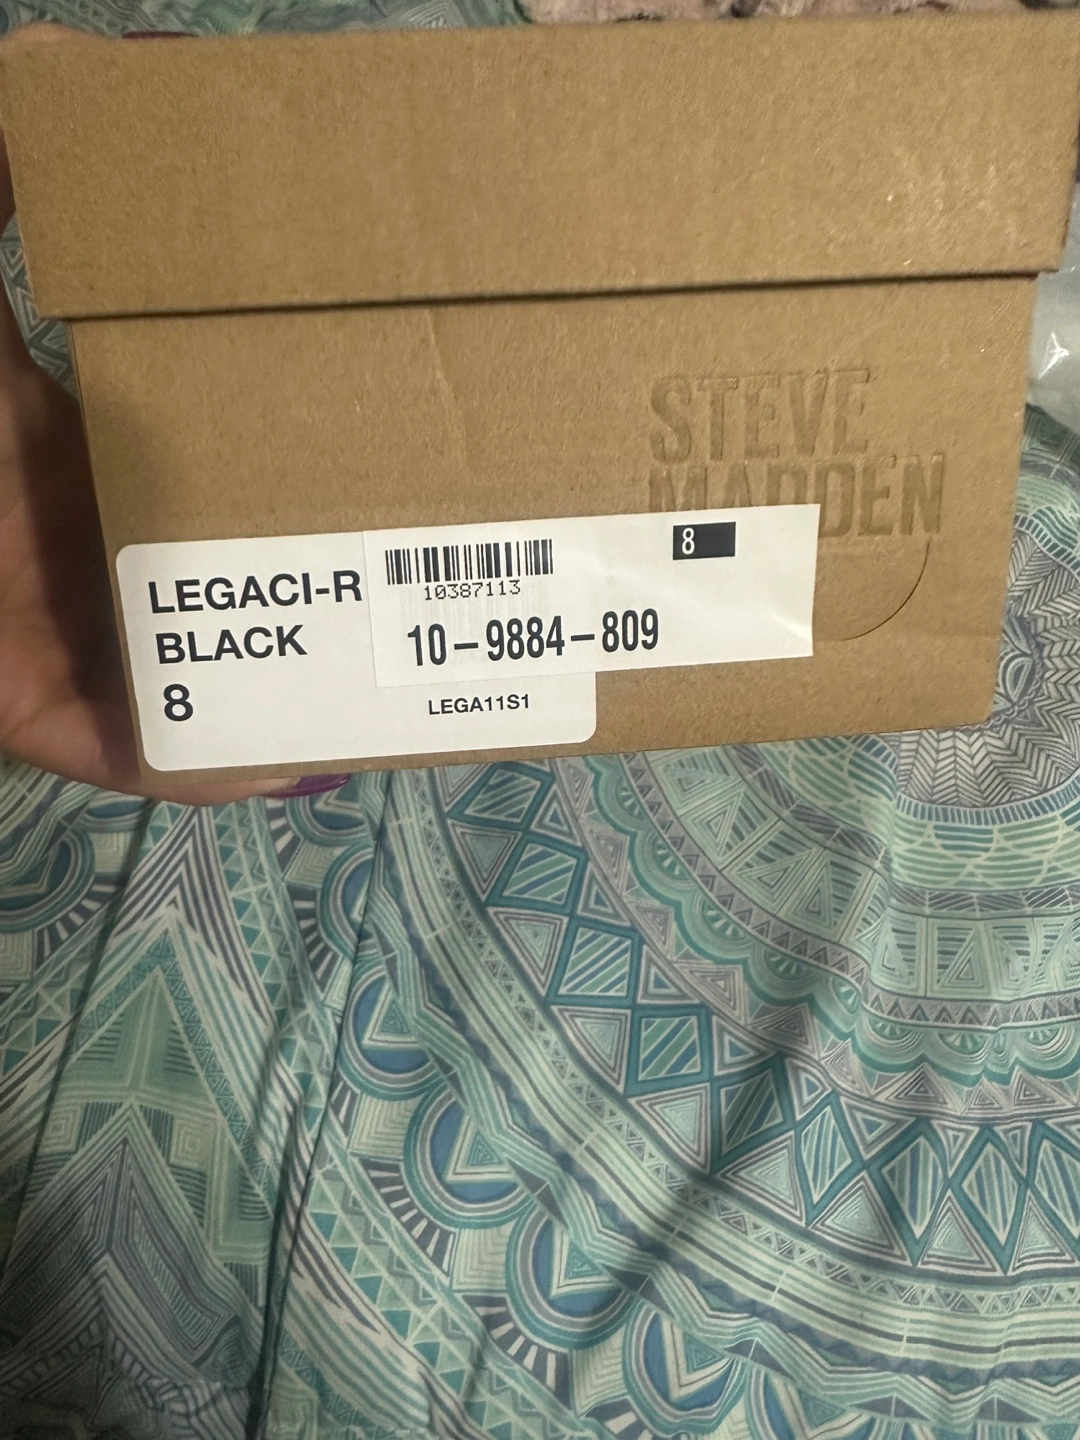 STEVE
MADDEN
LEGACI-R
BLACK
8
10387113
8
10-9884-809
LEGA11S1